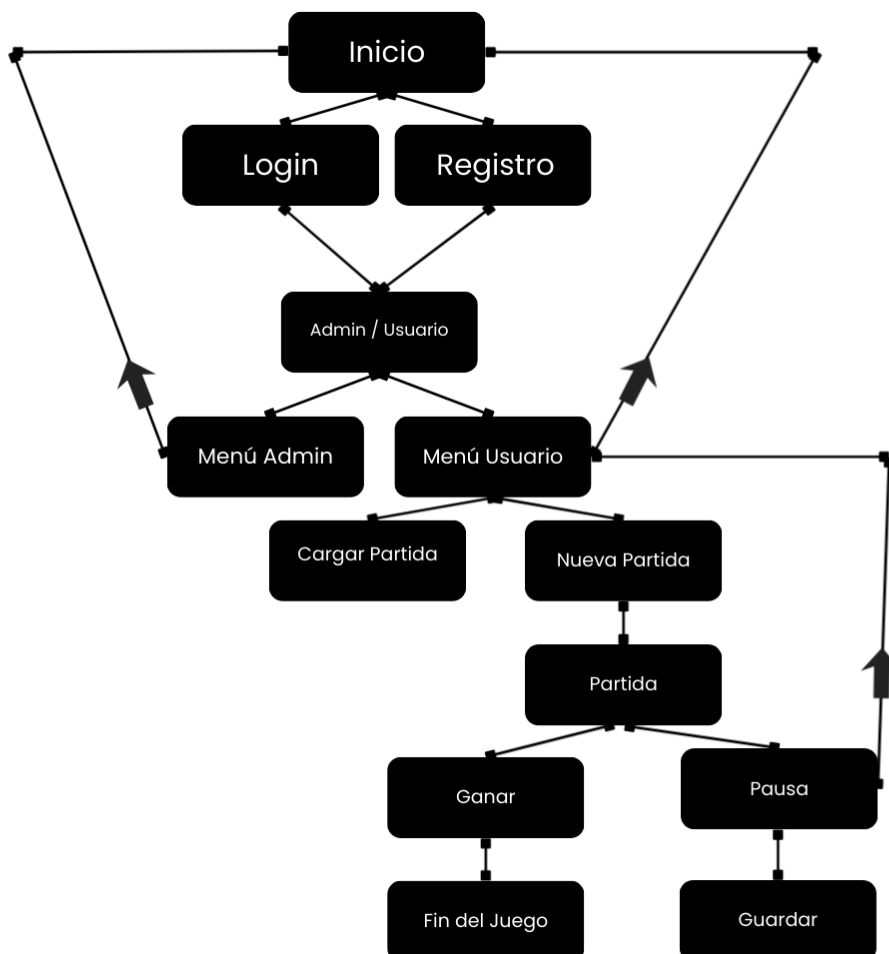 Inicio
Login
Registro
Admin / Usuario
Menú Admin
Menú Usuario
Cargar Partida
Nueva Partida
Partida
Ganar
Pausa
Fin del Juego
Guardar